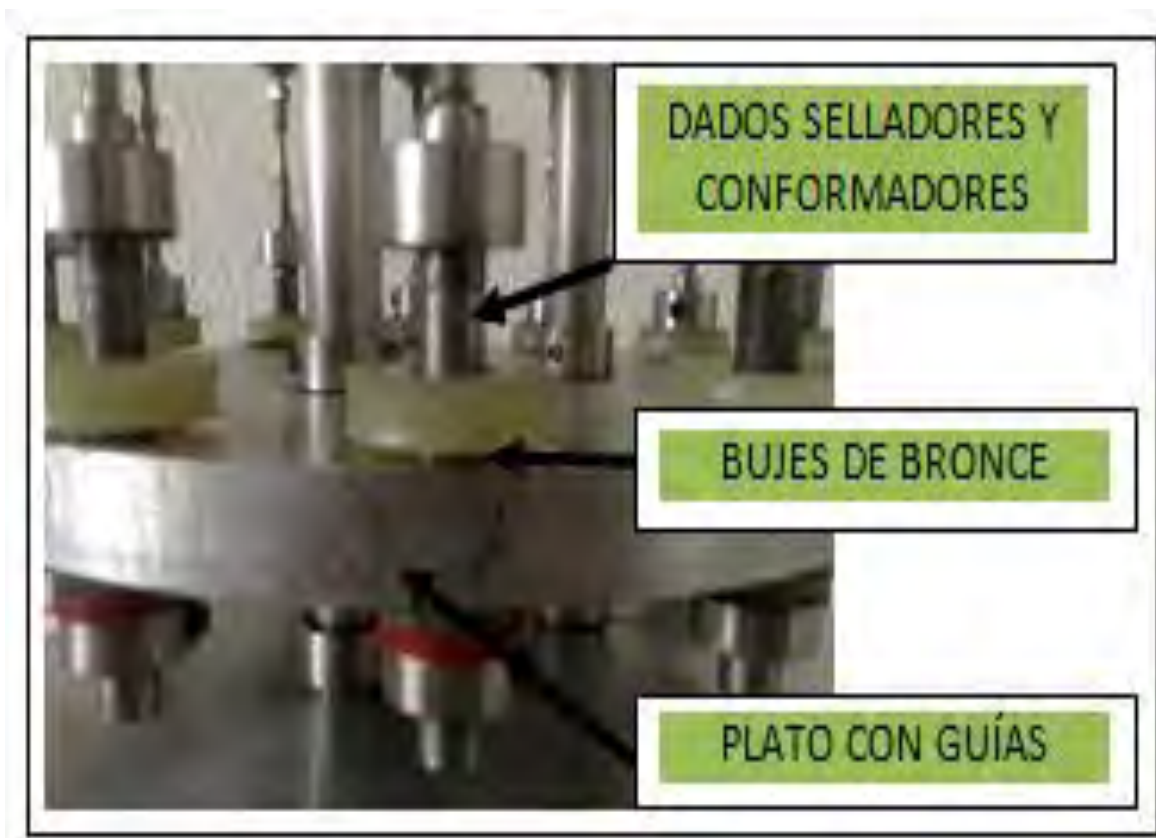 DADOS SELLADORES Y
CONFORMADORES
BUJES DE BRONCE
PLATO CON GUÍAS